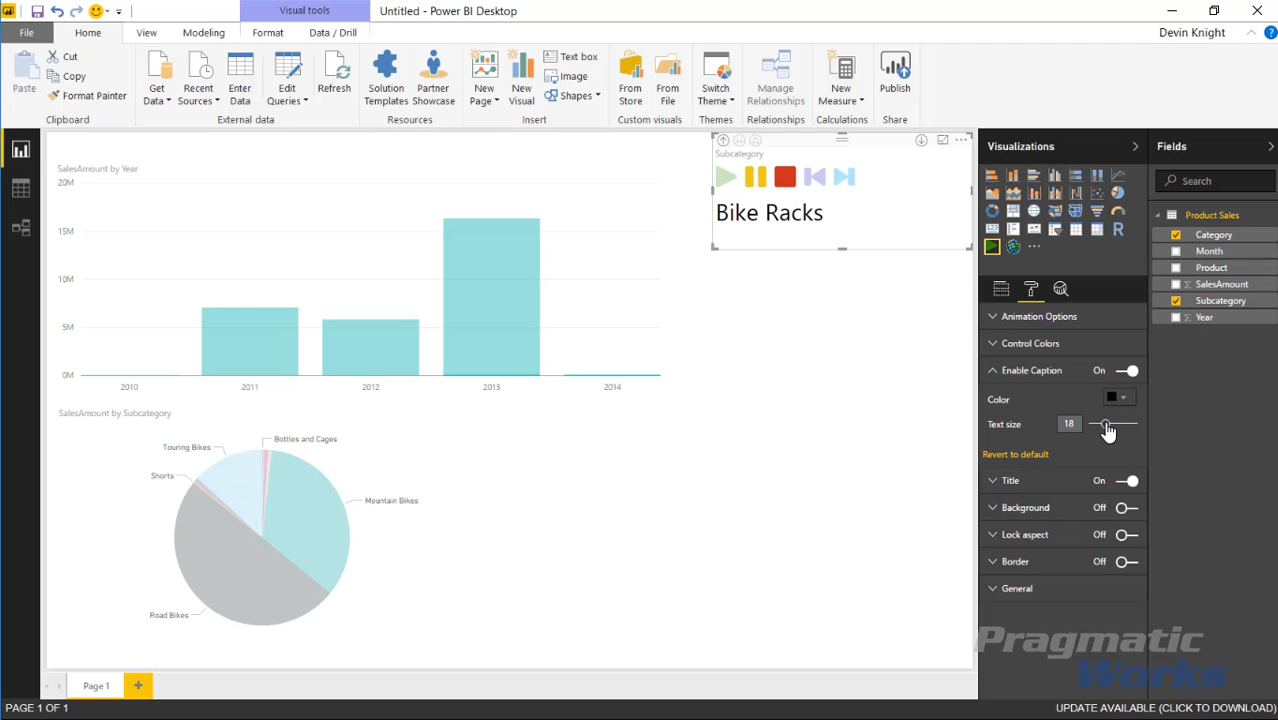 Visual tools
Untitled - Power BI Desktop
File
Home
View
Modeling
Format
Data / Drill
Devin Knight
?
Paste
Cut
Copy
Format Painter
Clipboard
Get Data
Recent Sources
Enter Data
Edit Queries
Refresh
External data
Solution Templates
Partner Showcase
Resources
New Page
New Visual
Text box
Image
Shapes
Insert
From Store
From File
Custom visuals
Switch Theme
Themes
Manage Relationships
Relationships
New Measure
Calculations
Publish
Share
SalesAmount by Year
20M
15M
10M
5M
0M
2010
2011
2012
2013
2014
Subcategory
Bike Racks
SalesAmount by Subcategory
Touring Bikes
Bottles and Cages
Shorts
Mountain Bikes
Road Bikes
Visualizations
R
Animation Options
Control Colors
Enable Caption On
Color
Text size 18
Revert to default
Title On
Background Off
Lock aspect Off
Border Off
General
Fields
Search
Product Sales
Category
Month
Product
Σ SalesAmount
Subcategory
Σ Year
Pragmatic
Works
Page 1
+
PAGE 1 OF 1
UPDATE AVAILABLE (CLICK TO DOWNLOAD)